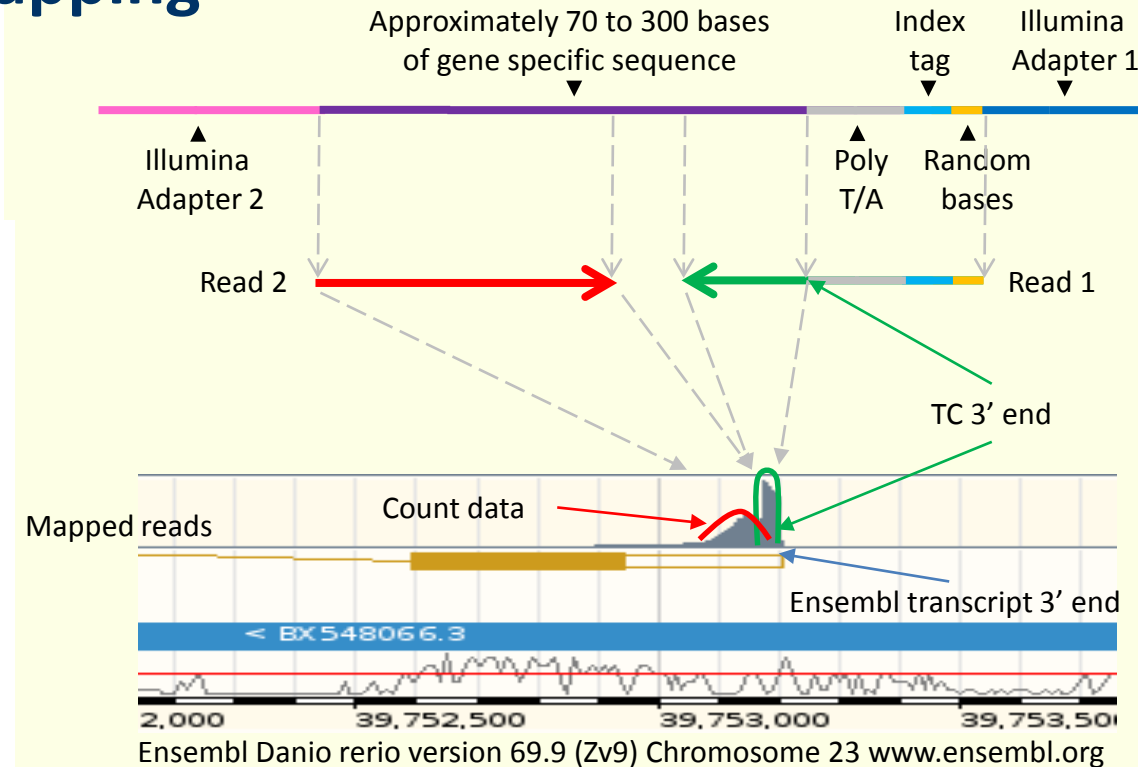 Approximately 70 to 300 bases
of gene specific sequence
Index
tag
Illumina
Adapter 1
Illumina
Adapter 2
Poly
T/A
Random
bases
Read 2
Read 1
TC 3’ end
Count data
Mapped reads
Ensembl transcript 3’ end
< BX548066.3
2,000
39,752,500
39,753,000
39,753,50
Ensembl Danio rerio version 69.9 (Zv9) Chromosome 23 www.ensembl.org